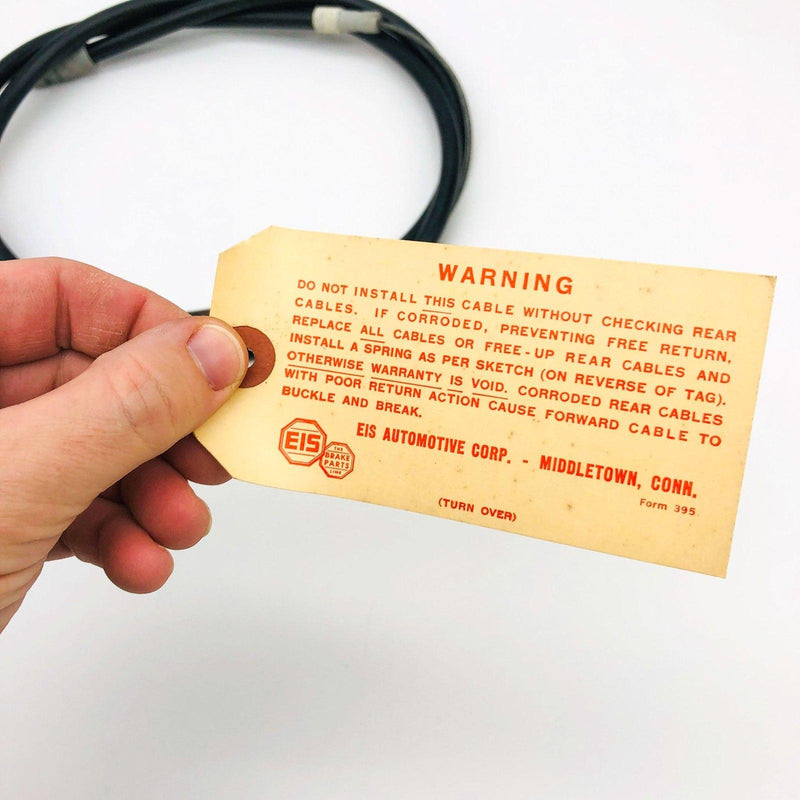 WARNING
DO NOT INSTALL THIS CABLE WITHOUT CHECKING REAR
CABLES. IF CORRODED, PREVENTING FREE RETURN,
REPLACE ALL CABLES OR FREE-UP REAR CABLES AND
INSTALL A SPRING AS PER SKETCH (ON REVERSE OF TAG).
OTHERWISE WARRANTY IS VOID. CORRODED REAR CABLES
WITH POOR RETURN ACTION CAUSE FORWARD CABLE TO
BUCKLE AND BREAK.
EIS
THE
BRAKE
PARTS
LINE
EIS AUTOMOTIVE CORP. - MIDDLETOWN, CONN.
Form 395
(TURN OVER)